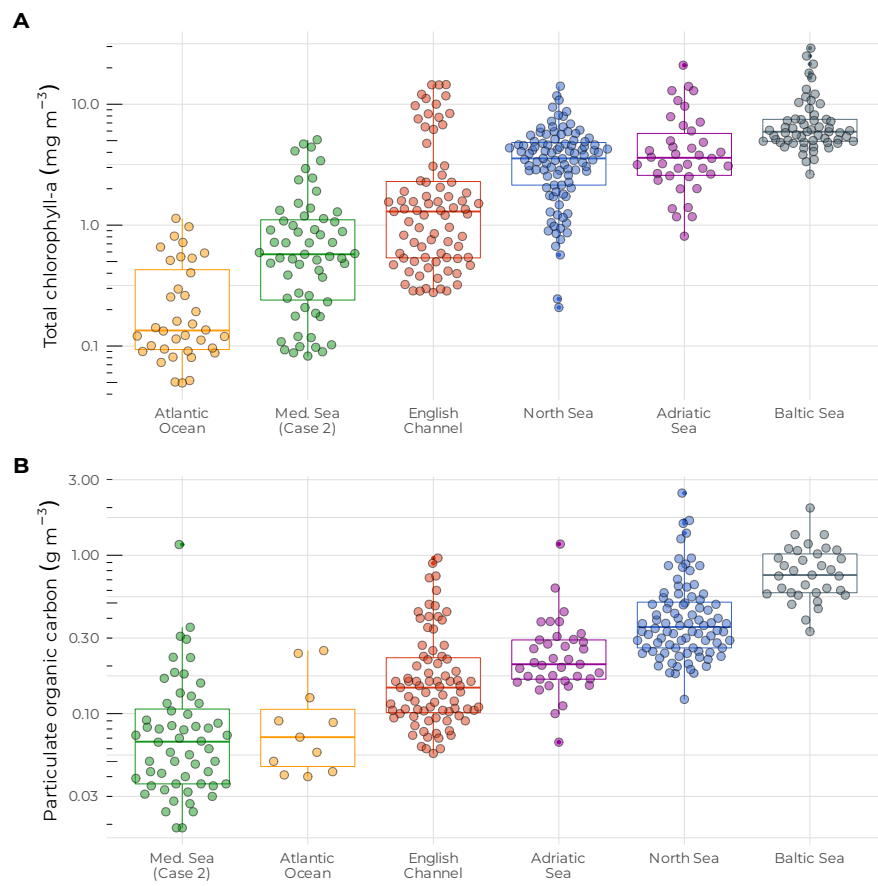 A
Total chlorophyll-a (mg m⁻³)
10.0
1.0
0.1
Atlantic
Ocean
Med. Sea
(Case 2)
English
Channel
North Sea
Adriatic
Sea
Baltic Sea
B
Particulate organic carbon (g m⁻³)
3.00
1.00
0.30
0.10
0.03
Med. Sea
(Case 2)
Atlantic
Ocean
English
Channel
Adriatic
Sea
North Sea
Baltic Sea